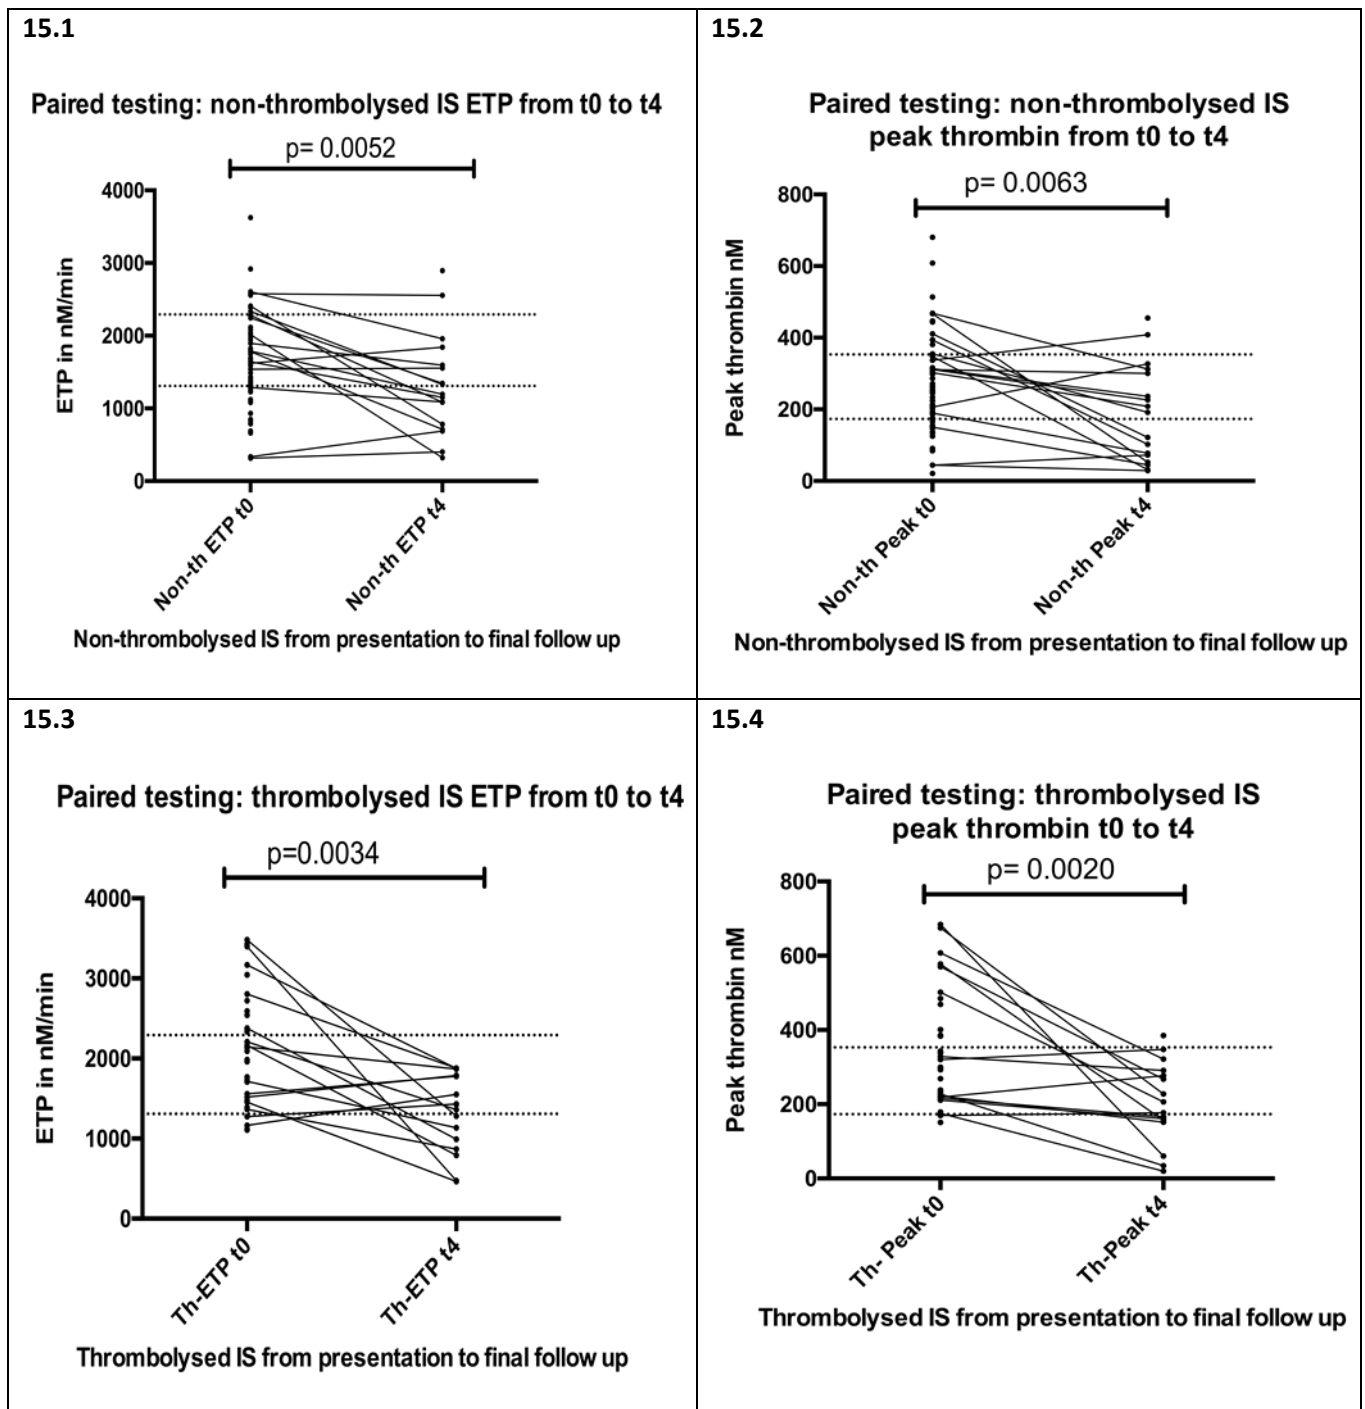 15.1
Paired testing: non-thrombolysed IS ETP from t0 to t4
p= 0.0052
4000
3000
2000
1000
0
ETP in nM/min
Non-th ETP t0
Non-th ETP t4
Non-thrombolysed IS from presentation to final follow up
15.2
Paired testing: non-thrombolysed IS
peak thrombin from t0 to t4
p= 0.0063
800
600
400
200
0
Peak thrombin nM
Non-th Peak t0
Non-th Peak t4
Non-thrombolysed IS from presentation to final follow up
15.3
Paired testing: thrombolysed IS ETP from t0 to t4
p=0.0034
4000
3000
2000
1000
0
ETP in nM/min
Th-ETP t0
Th-ETP t4
Thrombolysed IS from presentation to final follow up
15.4
Paired testing: thrombolysed IS
peak thrombin t0 to t4
p= 0.0020
800
600
400
200
0
Peak thrombin nM
Th- Peak t0
Th-Peak t4
Thrombolysed IS from presentation to final follow up